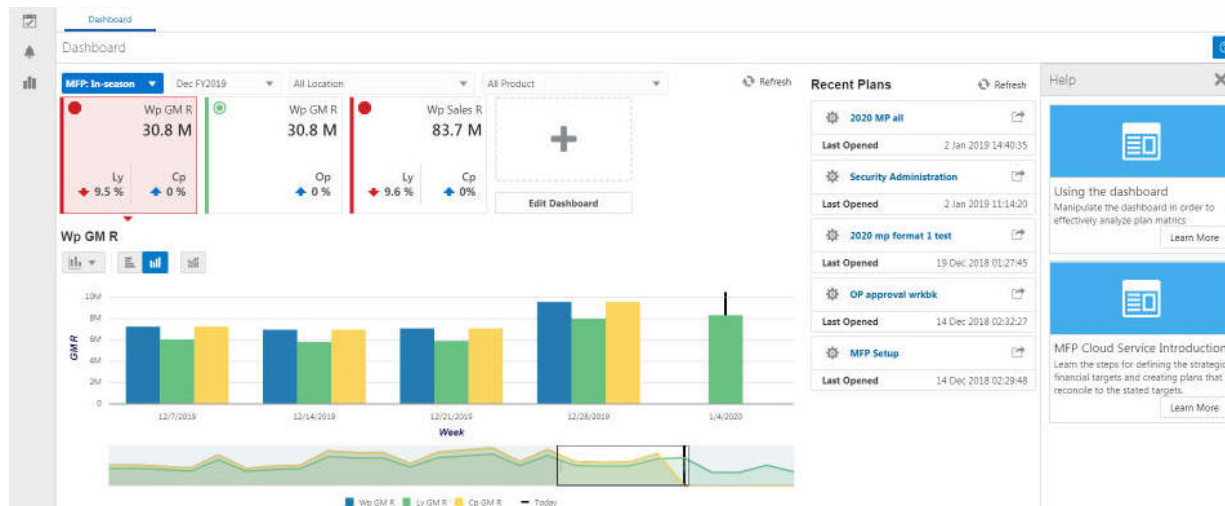 Dashboard
Dashboard
MFP: In-season
Dec FY2019
All Location
All Product
Refresh
Wp GM R
30.8 M
Ly
9.5 %
Cp
0 %
Wp GM R
30.8 M
Op
0 %
Wp Sales R
83.7 M
Ly
9.6 %
Cp
0%
Edit Dashboard
Wp GM R
GM R
10M
8M
6M
4M
2M
0
12/7/2019 12/14/2019 12/21/2019 12/28/2019 1/4/2020
Week
Wp GM R Ly GM R Cp GM R Today
Recent Plans
Refresh
2020 MP all
Last Opened 2 Jan 2019 14:40:35
Security Administration
Last Opened 2 Jan 2019 11:14:20
2020 mp format 1 test
Last Opened 19 Dec 2018 01:27:45
OP approval wrkbk
Last Opened 14 Dec 2018 02:32:27
MFP Setup
Last Opened 14 Dec 2018 02:29:48
Help
Using the dashboard
Manipulate the dashboard in order to
effectively analyze plan matrics
Learn More
MFP Cloud Service Introduction
Learn the steps for defining the strategic
financial targets and creating plans that
reconcile to the stated targets.
Learn More